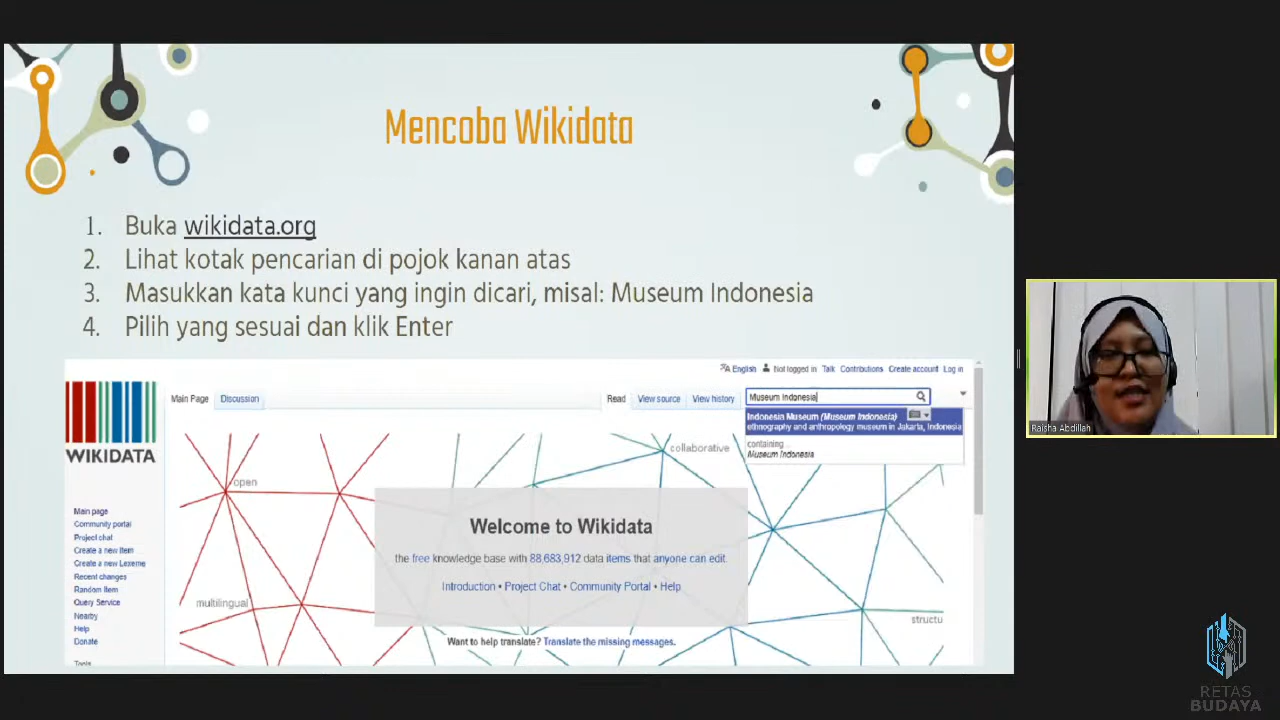 Mencoba Wikidata
1. Buka wikidata.org
2. Lihat kotak pencarian di pojok kanan atas
3. Masukkan kata kunci yang ingin dicari, misal: Museum Indonesia
4. Pilih yang sesuai dan klik Enter
English Not logged in Talk Contributions Create account Log in
Main Page Discussion Read View source View history Museum Indonesia
Indonesia Museum (Museum Indonesia)
ethnography and anthropology museum in Jakarta, Indonesia
containing...
Museum Indonesia
WIKIDATA
collaborative
open
Main page
Community portal
Project chat
Create a new Item
Create a new Lexeme
Recent changes
Random Item
Query Service
Nearby
Help
Donate
Tools
Welcome to Wikidata
the free knowledge base with 88,683,912 data items that anyone can edit.
Introduction • Project Chat • Community Portal • Help
multilingual
structu
Want to help translate? Translate the missing messages.
Raisha Abdillah
RETAS
BUDAYA